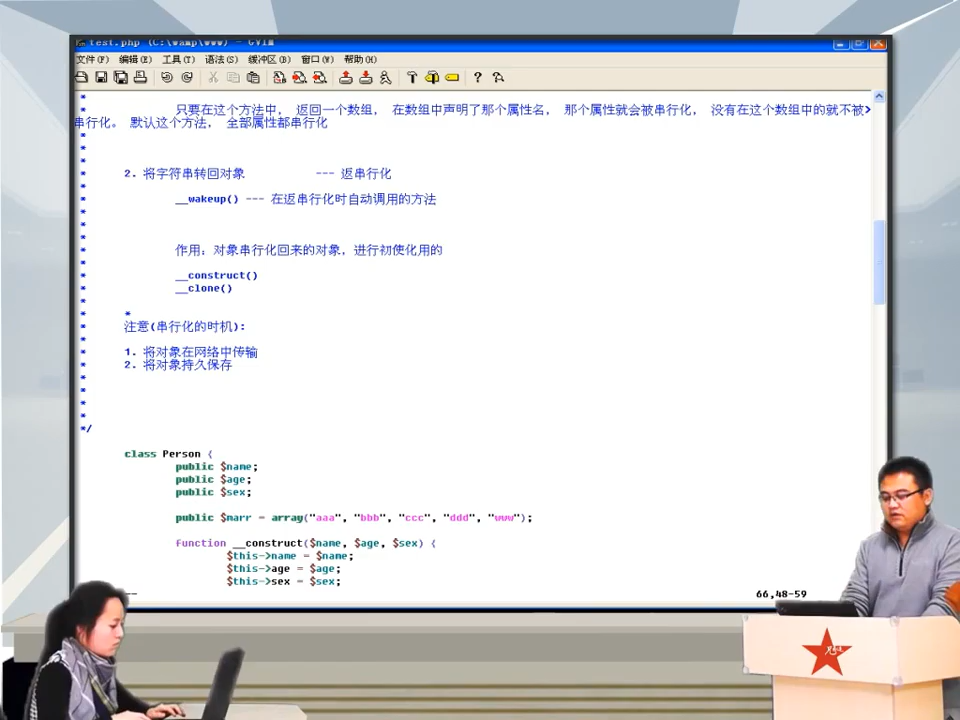 test.php (C:\wamp\www) - GVIM
文件(F) 编辑(E) 工具(T) 语法(S) 缓冲区(B) 窗口(W) 帮助(H)
*
* 只要在这个方法中， 返回一个数组， 在数组中声明了那个属性名， 那个属性就会被串行化， 没有在这个数组中的就不被>
串行化。 默认这个方法， 全部属性都串行化
*
*
*
* 2. 将字符串转回对象 --- 返串行化
*
* __wakeup() --- 在返串行化时自动调用的方法
*
*
*
* 作用：对象串行化回来的对象，进行初使化用的
*
* __construct()
* __clone()
*
* *
* 注意(串行化的时机)：
*
* 1. 将对象在网络中传输
* 2. 将对象持久保存
*
*
*
*
*/
class Person {
public $name;
public $age;
public $sex;
public $marr = array("aaa", "bbb", "ccc", "ddd", "www");
function __construct($name, $age, $sex) {
$this->name = $name;
$this->age = $age;
$this->sex = $sex;
--
66,48-59